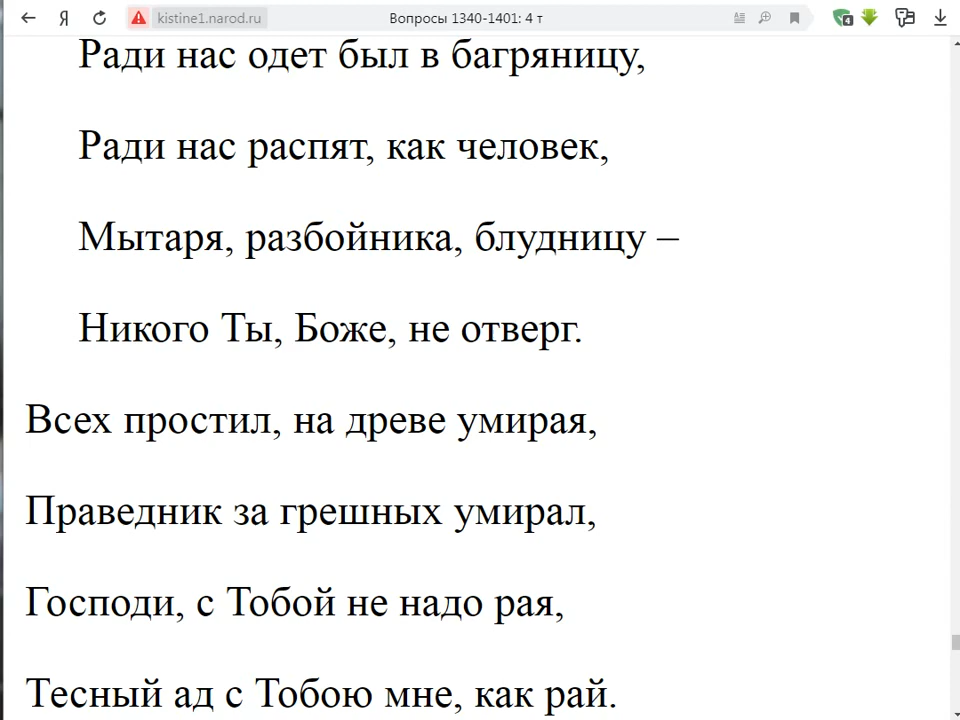 Я
kistine1.narod.ru
Вопросы 1340-1401: 4 т
4
Ради нас одет был в багряницу,
Ради нас распят, как человек,
Мытаря, разбойника, блудницу –
Никого Ты, Боже, не отверг.
Всех простил, на древе умирая,
Праведник за грешных умирал,
Господи, с Тобой не надо рая,
Тесный ад с Тобою мне, как рай.